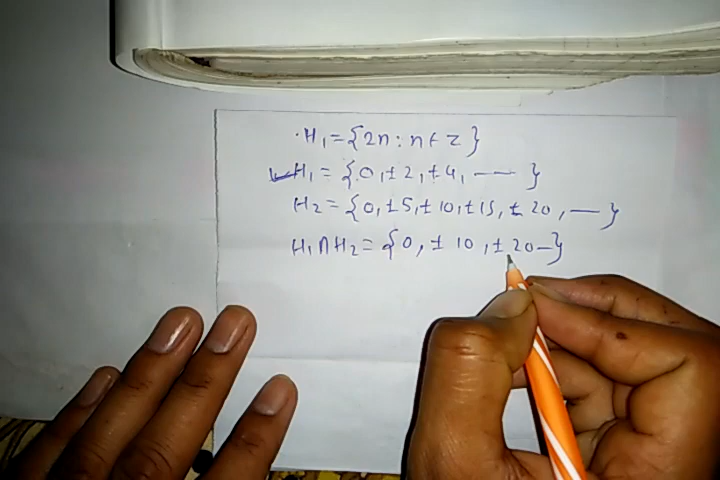 .H₁={2n:n∈z}
H₁={0,±2,±4,——}
H₂={0,±5,±10,±15,±20,—}
H₁∩H₂={0,±10,±20—}